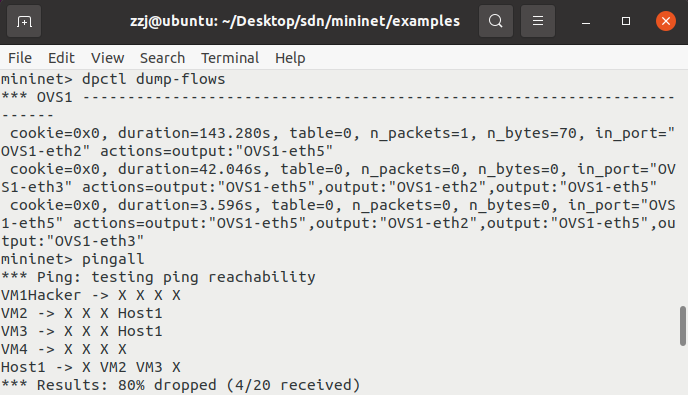 zzj@ubuntu: ~/Desktop/sdn/mininet/examples
File Edit View Search Terminal Help
mininet> dpctl dump-flows
*** OVS1 ------------------------------------------------------------------
------
 cookie=0x0, duration=143.280s, table=0, n_packets=1, n_bytes=70, in_port="
OVS1-eth2" actions=output:"OVS1-eth5"
 cookie=0x0, duration=42.046s, table=0, n_packets=0, n_bytes=0, in_port="OV
S1-eth3" actions=output:"OVS1-eth5",output:"OVS1-eth2",output:"OVS1-eth5"
 cookie=0x0, duration=3.596s, table=0, n_packets=0, n_bytes=0, in_port="OVS
1-eth5" actions=output:"OVS1-eth5",output:"OVS1-eth2",output:"OVS1-eth5",ou
tput:"OVS1-eth3"
mininet> pingall
*** Ping: testing ping reachability
VM1Hacker -> X X X X
VM2 -> X X X Host1
VM3 -> X X X Host1
VM4 -> X X X X
Host1 -> X VM2 VM3 X
*** Results: 80% dropped (4/20 received)